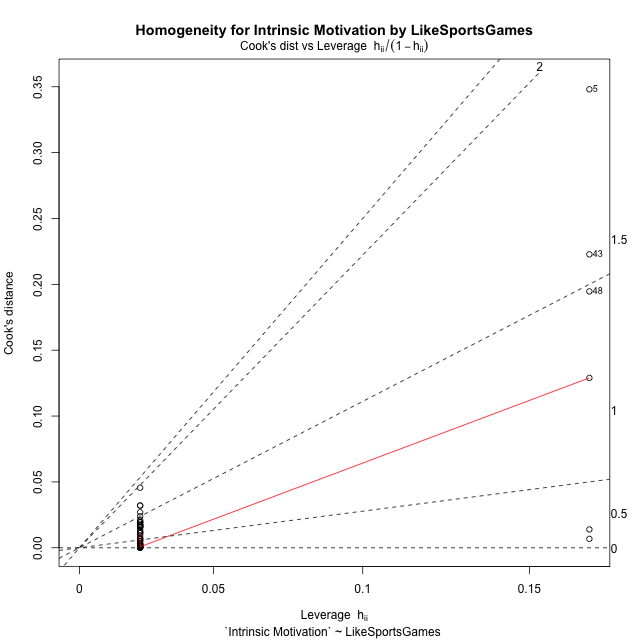 Homogeneity for Intrinsic Motivation by LikeSportsGames
Cook's dist vs Leverage hᵢᵢ/(1 − hᵢᵢ)
2
5
1.5
43
48
1
0.5
0
Cook's distance
0.35
0.30
0.25
0.20
0.15
0.10
0.05
0.00
0 0.05 0.1 0.15
Leverage hᵢᵢ
`Intrinsic Motivation` ~ LikeSportsGames